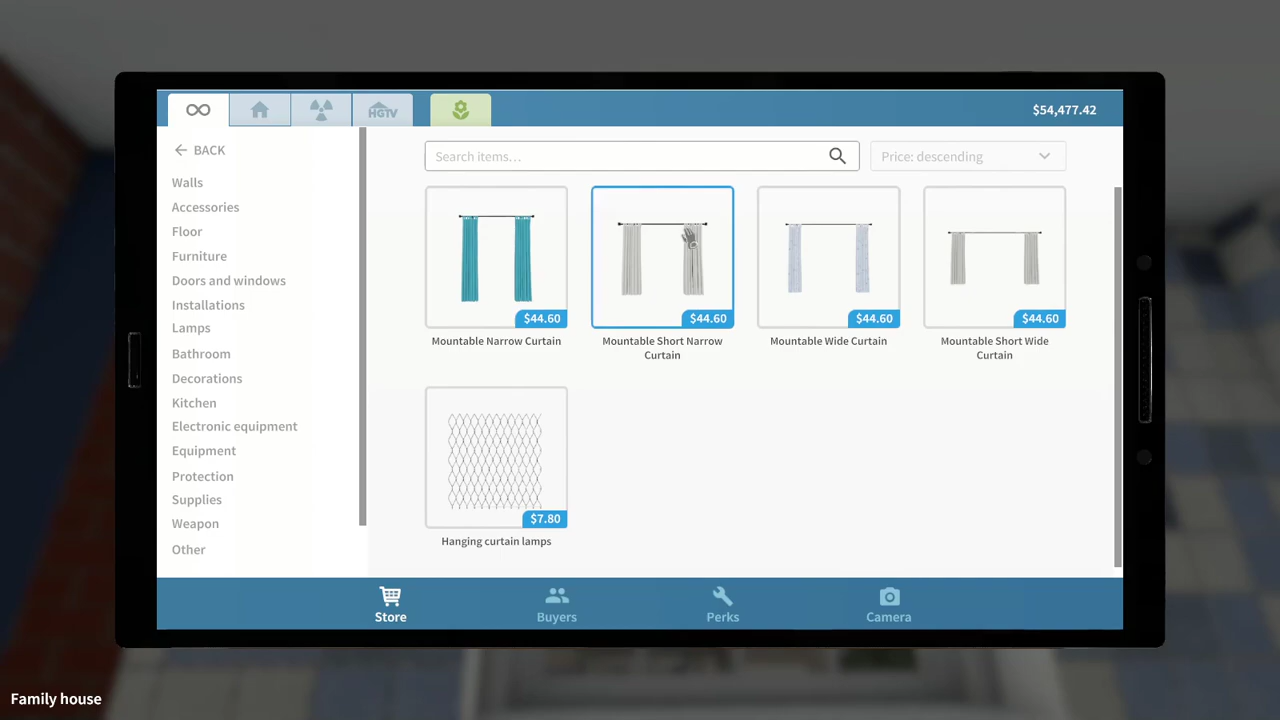 HGTV
$54,477.42
BACK
Search items...
Price: descending
Walls
Accessories
Floor
Furniture
Doors and windows
Installations
Lamps
Bathroom
Decorations
Kitchen
Electronic equipment
Equipment
Protection
Supplies
Weapon
Other
$44.60
Mountable Narrow Curtain
$44.60
Mountable Short Narrow
Curtain
$44.60
Mountable Wide Curtain
$44.60
Mountable Short Wide
Curtain
$7.80
Hanging curtain lamps
Store
Buyers
Perks
Camera
Family house